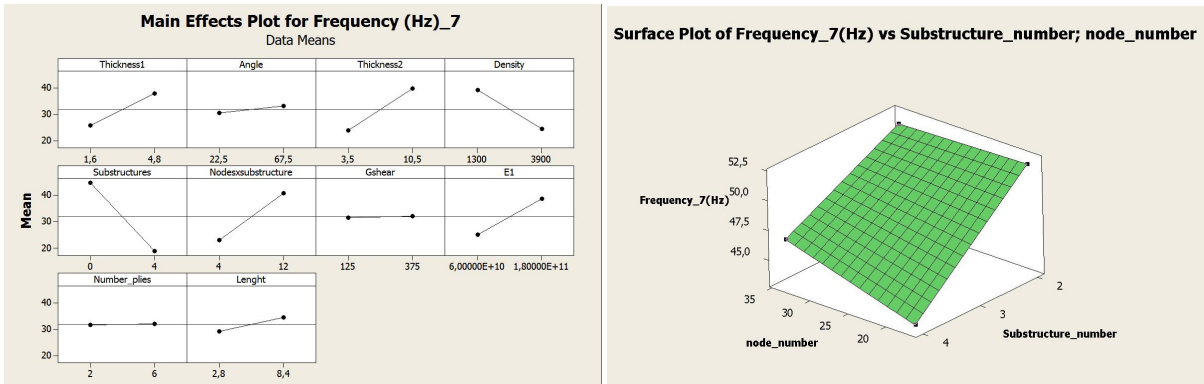 Main Effects Plot for Frequency (Hz)_7
Data Means
Thickness1 Angle Thickness2 Density
40
30
20
1,6 4,8 22,5 67,5 3,5 10,5 1300 3900
Substructures Nodesxsubstructure Gshear E1
40
30
20
0 4 4 12 125 375 6,00000E+10 1,80000E+11
Number_plies Lenght
40
30
20
2 6 2,8 8,4
Mean
Surface Plot of Frequency_7(Hz) vs Substructure_number; node_number
52,5
50,0
47,5
45,0
Frequency_7(Hz)
35
30
25
20
node_number
2
3
4
Substructure_number